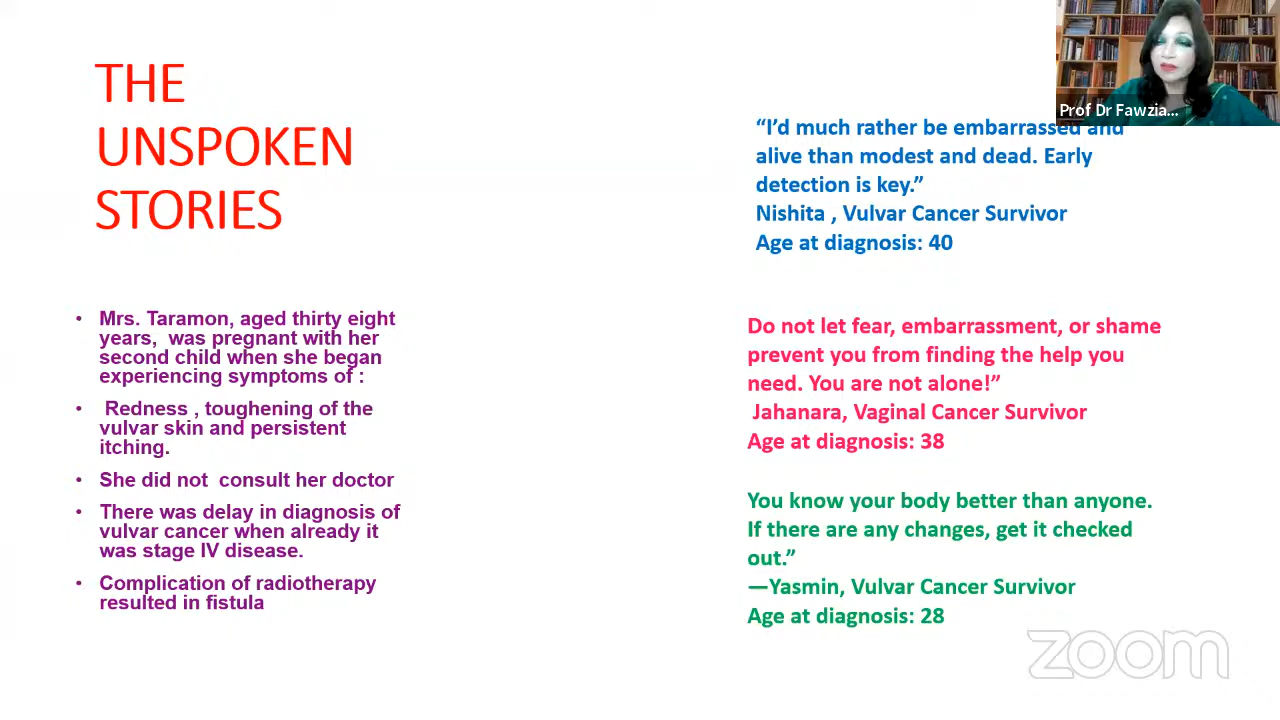 THE
UNSPOKEN
STORIES
• Mrs. Taramon, aged thirty eight
years, was pregnant with her
second child when she began
experiencing symptoms of :
• Redness , toughening of the
vulvar skin and persistent
itching.
• She did not consult her doctor
• There was delay in diagnosis of
vulvar cancer when already it
was stage IV disease.
• Complication of radiotherapy
resulted in fistula
Prof Dr Fawzia...
“I’d much rather be embarrassed and
alive than modest and dead. Early
detection is key.”
Nishita , Vulvar Cancer Survivor
Age at diagnosis: 40
Do not let fear, embarrassment, or shame
prevent you from finding the help you
need. You are not alone!”
Jahanara, Vaginal Cancer Survivor
Age at diagnosis: 38
You know your body better than anyone.
If there are any changes, get it checked
out.”
—Yasmin, Vulvar Cancer Survivor
Age at diagnosis: 28
zoom